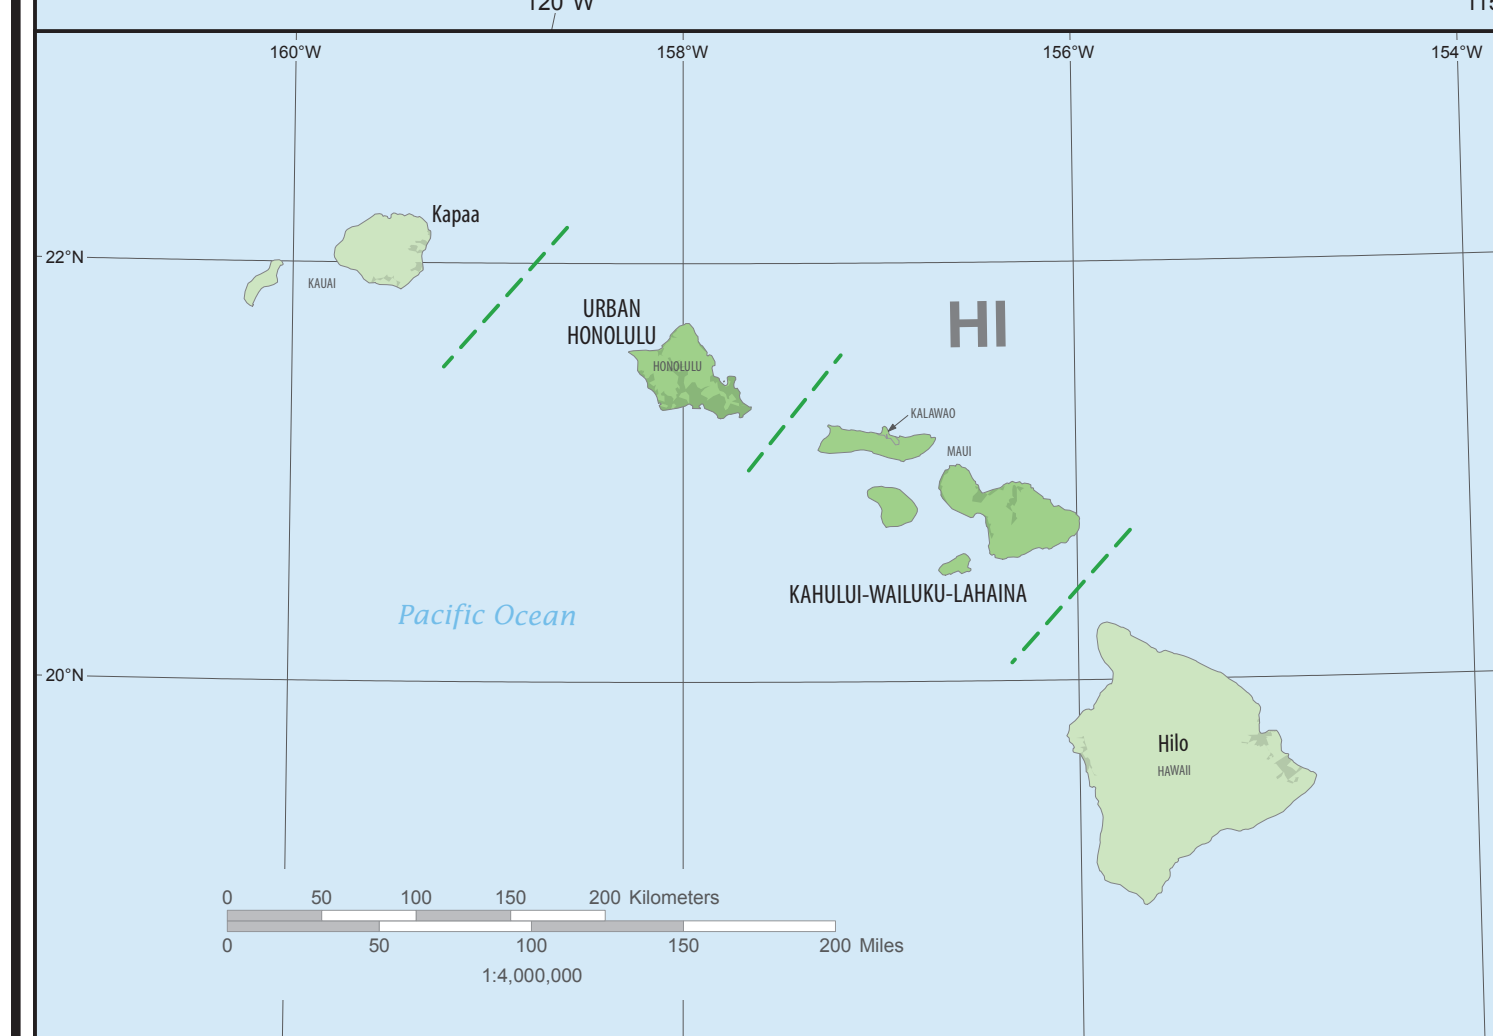 120°W
160°W
158°W
156°W
154°W
Kapaa
22°N
KAUAI
URBAN
HONOLULU
HI
HONOLULU
KALAWAO
MAUI
KAHULUI-WAILUKU-LAHAINA
Pacific Ocean
20°N
Hilo
HAWAII
0 50 100 150 200 Kilometers
0 50 100 150 200 Miles
1:4,000,000